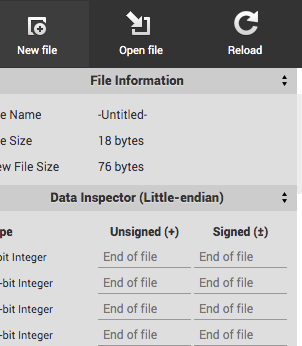 New file Open file Reload
File Information
e Name -Untitled-
e Size 18 bytes
ew File Size 76 bytes
Data Inspector (Little-endian)
pe Unsigned (+) Signed (±)
bit Integer End of file End of file
-bit Integer End of file End of file
-bit Integer End of file End of file
-bit Integer End of file End of file